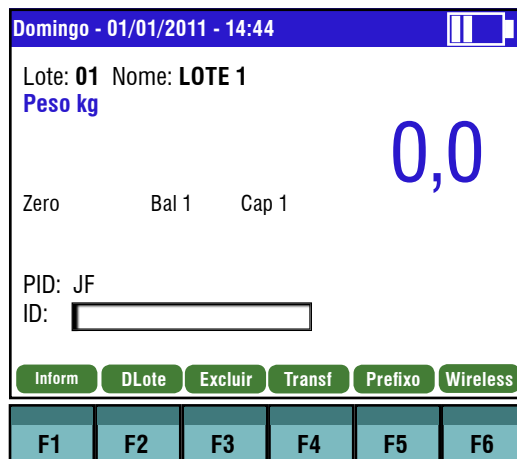 Domingo - 01/01/2011 - 14:44
Lote: 01 Nome: LOTE 1
Peso kg
0,0
Zero Bal 1 Cap 1
PID: JF
ID:
Inform DLote Excluir Transf Prefixo Wireless
F1 F2 F3 F4 F5 F6